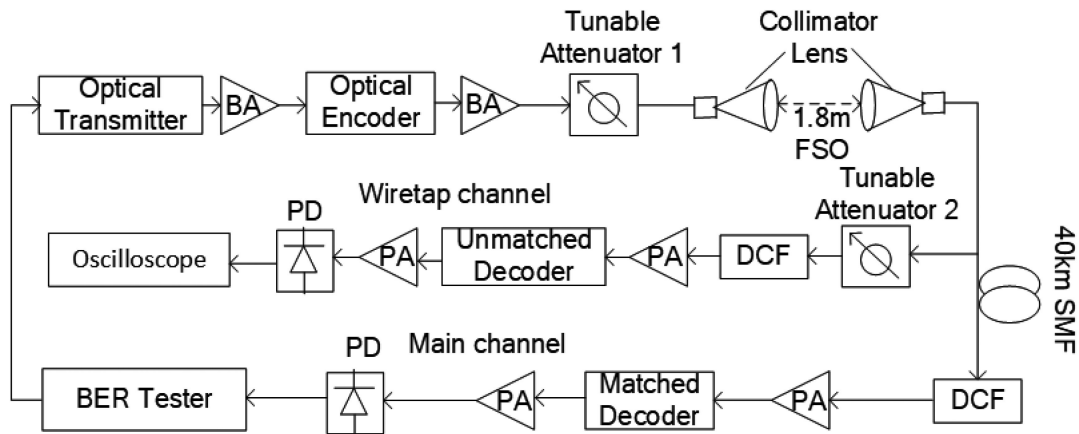 Tunable
Attenuator 1
Collimator
Lens
Optical
Transmitter
BA
Optical
Encoder
BA
1.8m
FSO
Wiretap channel
Tunable
Attenuator 2
PD
Oscilloscope
PA
Unmatched
Decoder
PA
DCF
40km SMF
Main channel
PD
BER Tester
PA
Matched
Decoder
PA
DCF